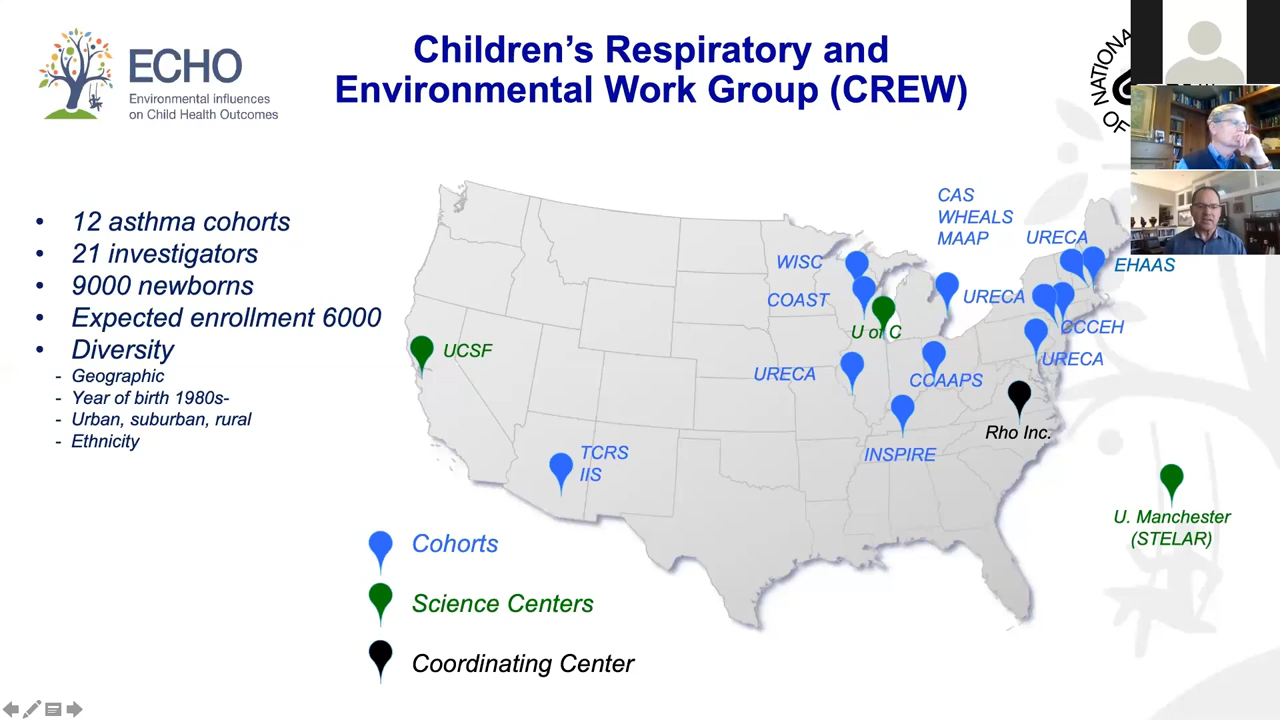 Children's Respiratory and
Environmental Work Group (CREW)
ECHO
Environmental influences
on Child Health Outcomes
NATIONAL
OF
• 12 asthma cohorts
• 21 investigators
• 9000 newborns
• Expected enrollment 6000
• Diversity
- Geographic
- Year of birth 1980s-
- Urban, suburban, rural
- Ethnicity
CAS
WHEALS
MAAP
URECA
WISC
EHAAS
COAST
URECA
U of C
CCCEH
UCSF
URECA
URECA
CCAAPS
Rho Inc.
INSPIRE
TCRS
IIS
U. Manchester
(STELAR)
Cohorts
Science Centers
Coordinating Center